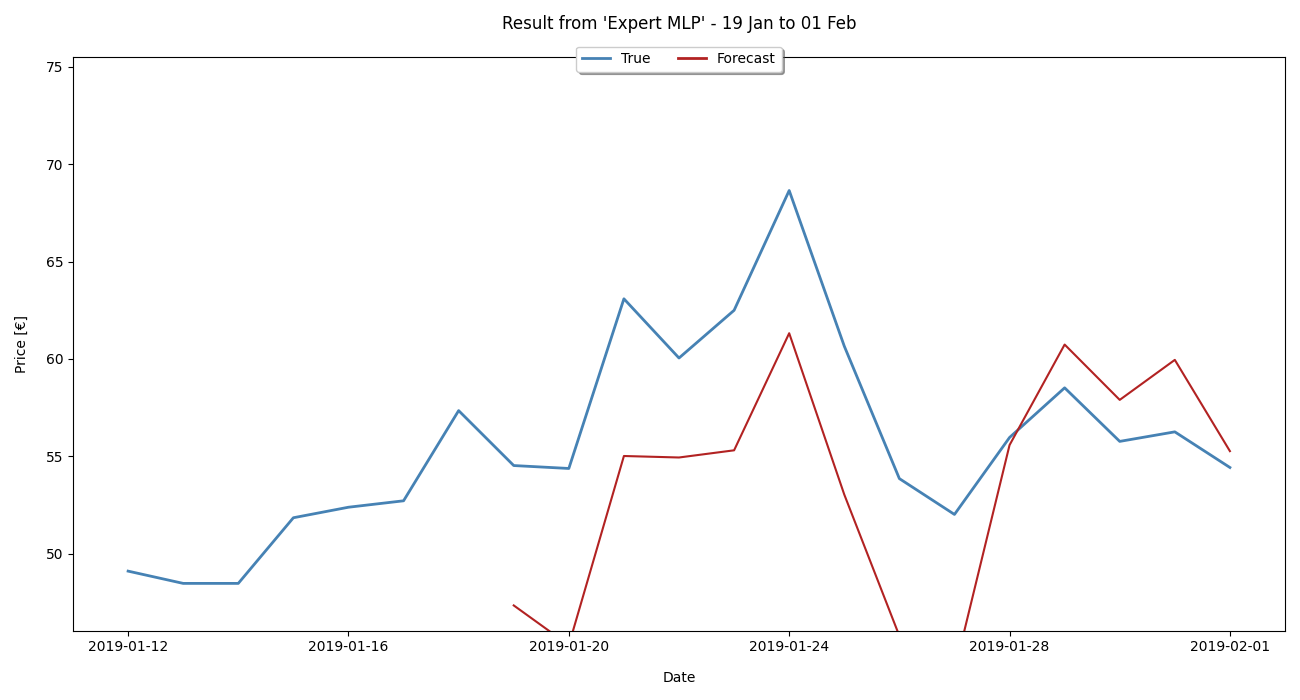 Result from 'Expert MLP' - 19 Jan to 01 Feb
True Forecast
75
70
65
60
55
50
Price [€]
2019-01-12 2019-01-16 2019-01-20 2019-01-24 2019-01-28 2019-02-01
Date